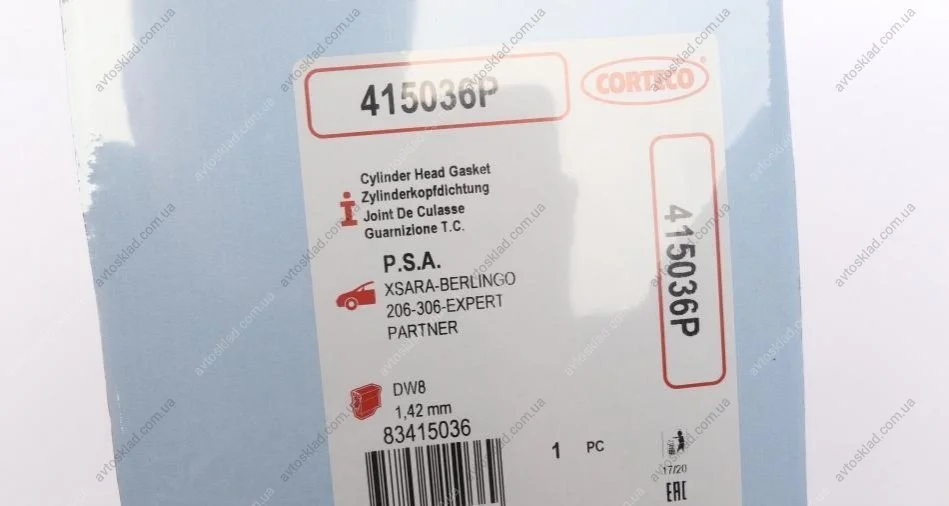 415036P
CORTECO
Cylinder Head Gasket
Zylinderkopfdichtung
Joint De Culasse
Guarnizione T.C.
P.S.A.
XSARA-BERLINGO
206-306-EXPERT
PARTNER
DW8
1,42 mm
83415036
1 PC
17/20
EAC
415036P
avtosklad.com.ua